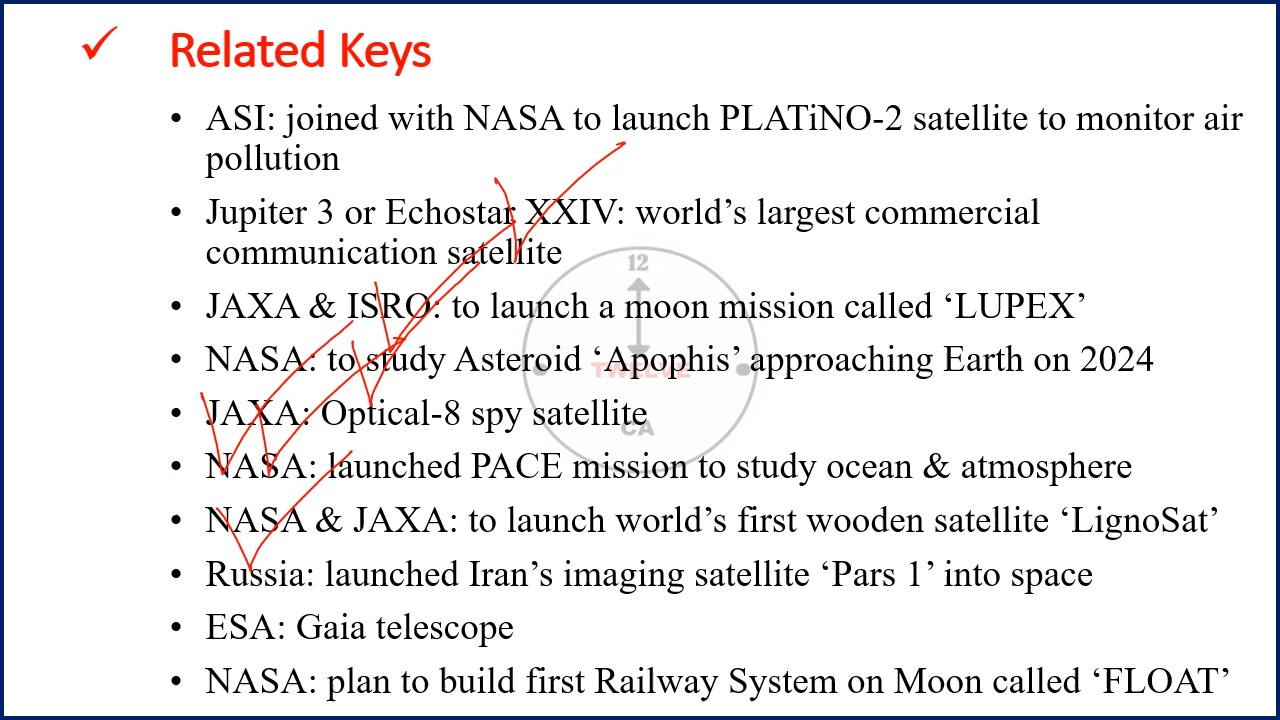 ✓ Related Keys
• ASI: joined with NASA to launch PLATiNO-2 satellite to monitor air
pollution
• Jupiter 3 or Echostar XXIV: world’s largest commercial
communication satellite
• JAXA & ISRO: to launch a moon mission called ‘LUPEX’
• NASA: to study Asteroid ‘Apophis’ approaching Earth on 2024
• JAXA: Optical-8 spy satellite
• NASA: launched PACE mission to study ocean & atmosphere
• NASA & JAXA: to launch world’s first wooden satellite ‘LignoSat’
• Russia: launched Iran’s imaging satellite ‘Pars 1’ into space
• ESA: Gaia telescope
• NASA: plan to build first Railway System on Moon called ‘FLOAT’
12
TWELVE
CA